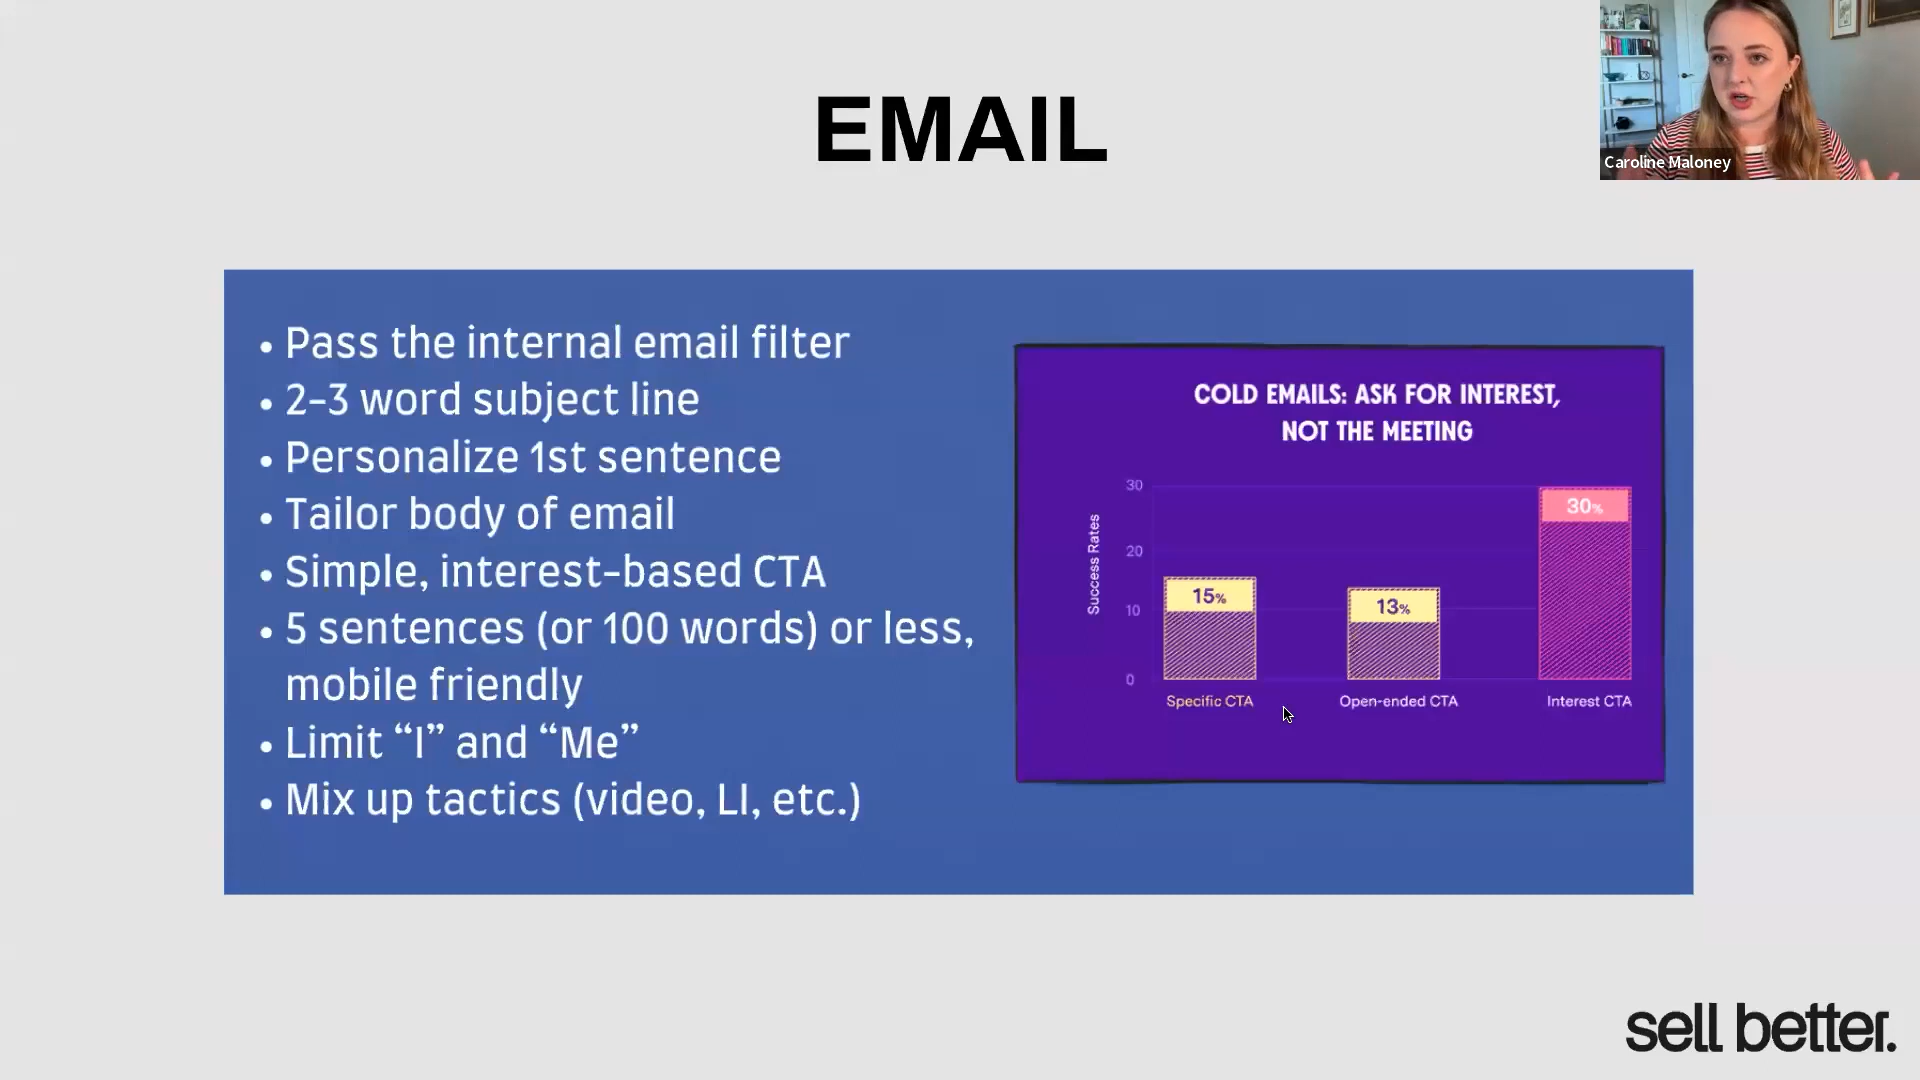 EMAIL
Caroline Maloney
• Pass the internal email filter
• 2-3 word subject line
• Personalize 1st sentence
• Tailor body of email
• Simple, interest-based CTA
• 5 sentences (or 100 words) or less,
mobile friendly
• Limit “I” and “Me”
• Mix up tactics (video, LI, etc.)
COLD EMAILS: ASK FOR INTEREST,
NOT THE MEETING
Success Rates
30
20
10
0
15%
13%
30%
Specific CTA
Open-ended CTA
Interest CTA
sell better.